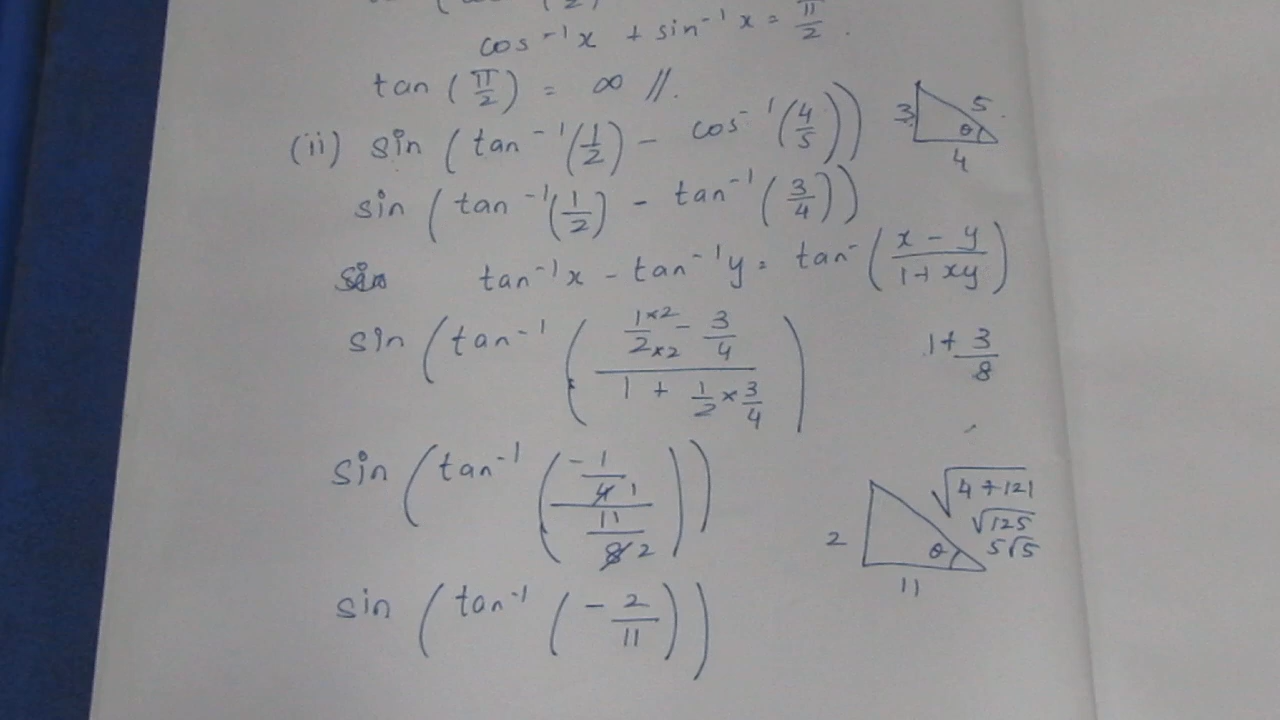 cos⁻¹x + sin⁻¹x = π/2.
tan (π/2) = ∞ //.
(ii) sin (tan⁻¹(1/2) - cos⁻¹(4/5))
3 5 θ 4
sin (tan⁻¹(1/2) - tan⁻¹(3/4))
tan⁻¹x - tan⁻¹y = tan⁻ (x - y / 1 + xy)
sin (tan⁻¹ (1×2/2×2 - 3/4 / 1 + 1/2 × 3/4)
1 + 3/8
sin (tan⁻¹ (-1/4 1 / 11/8 2))
2 θ 11 √4+121
√125
5√5
sin (tan⁻¹ (-2/11))